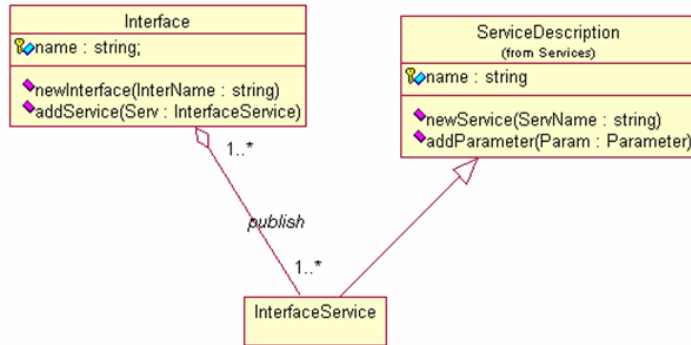 Interface
name : string;
newInterface(InterName : string)
addService(Serv : InterfaceService)
ServiceDescription
(from Services)
name : string
newService(ServName : string)
addParameter(Param : Parameter)
1..*
publish
1..*
InterfaceService